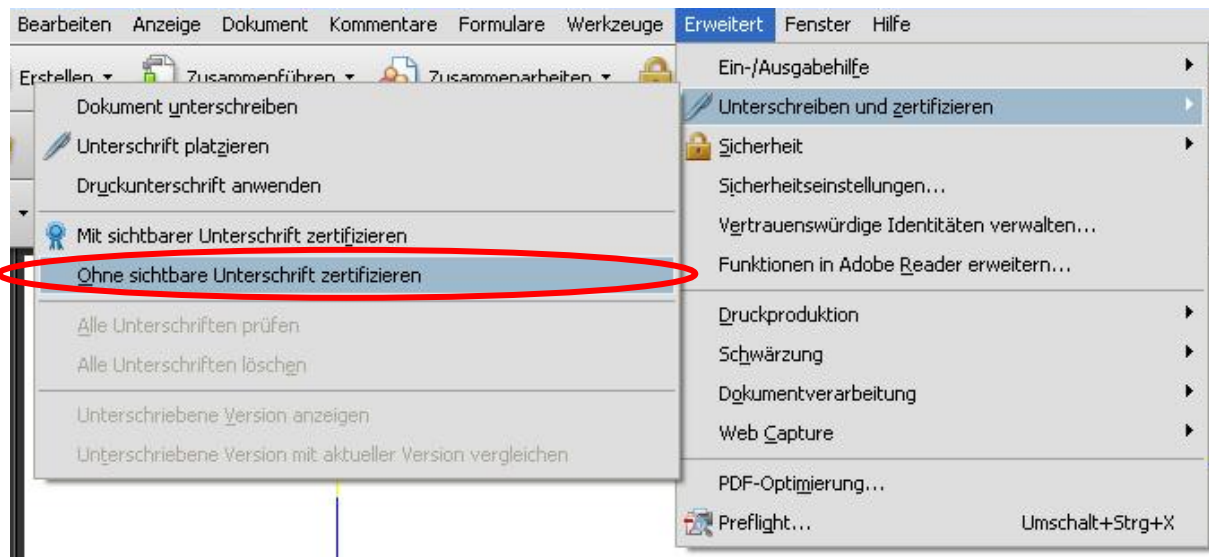 Bearbeiten Anzeige Dokument Kommentare Formulare Werkzeuge Erweitert Fenster Hilfe
Erstellen Zusammenführen Zusammenarbeiten
Dokument unterschreiben
Unterschrift platzieren
Druckunterschrift anwenden
Mit sichtbarer Unterschrift zertifizieren
Ohne sichtbare Unterschrift zertifizieren
Alle Unterschriften prüfen
Alle Unterschriften löschen
Unterschriebene Version anzeigen
Unterschriebene Version mit aktueller Version vergleichen
Ein-/Ausgabehilfe
Unterschreiben und zertifizieren
Sicherheit
Sicherheitseinstellungen...
Vertrauenswürdige Identitäten verwalten...
Funktionen in Adobe Reader erweitern...
Druckproduktion
Schwärzung
Dokumentverarbeitung
Web Capture
PDF-Optimierung...
Preflight... Umschalt+Strg+X